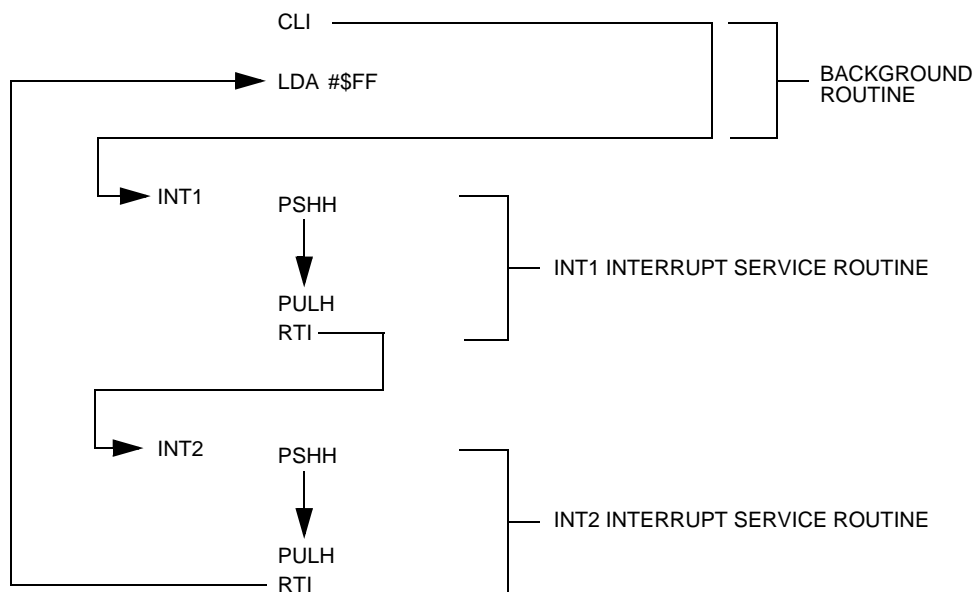 CLI
LDA #$FF
BACKGROUND
ROUTINE
INT1
PSHH
INT1 INTERRUPT SERVICE ROUTINE
PULH
RTI
INT2
PSHH
INT2 INTERRUPT SERVICE ROUTINE
PULH
RTI